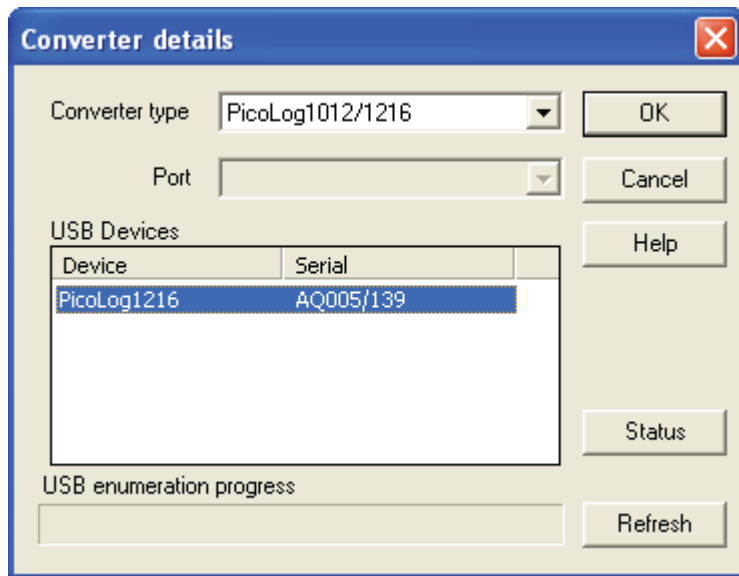 Converter details
Converter type PicoLog1012/1216 OK
Port Cancel
USB Devices Help
Device Serial
PicoLog1216 AQ005/139
Status
USB enumeration progress
Refresh